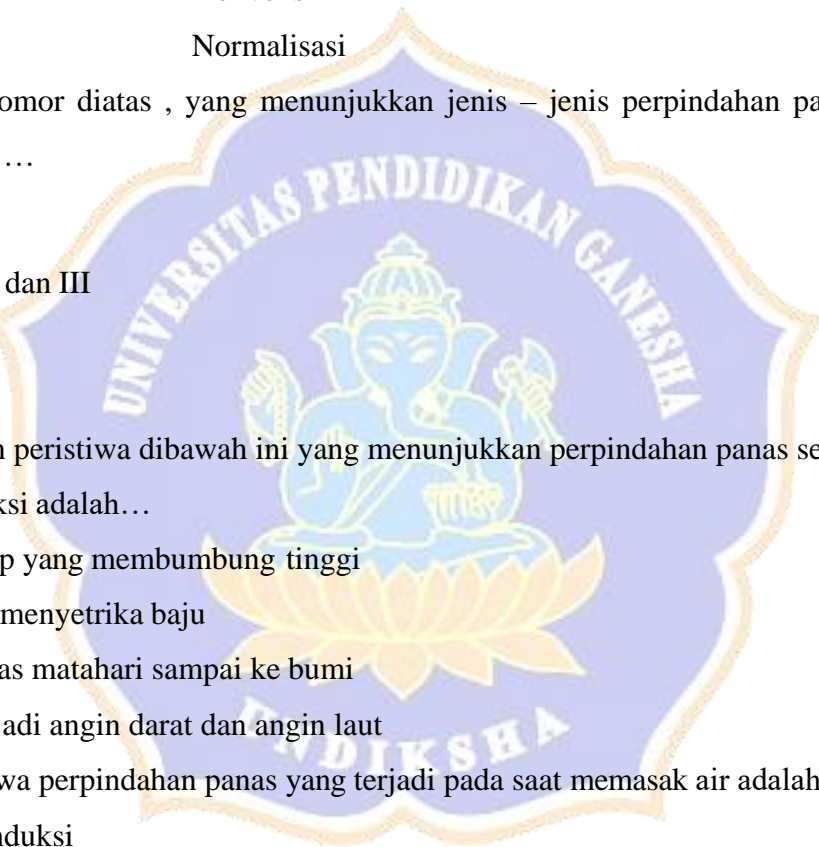 Normalisasi
omor diatas , yang menunjukkan jenis – jenis perpindahan pa
…
UNIVERSITAS PENDIDIKAN GANESHA
dan III
n peristiwa dibawah ini yang menunjukkan perpindahan panas se
ksi adalah…
p yang membumbung tinggi
menyetrika baju
as matahari sampai ke bumi
adi angin darat dan angin laut
UNDIKSHA
wa perpindahan panas yang terjadi pada saat memasak air adalah
nduksi